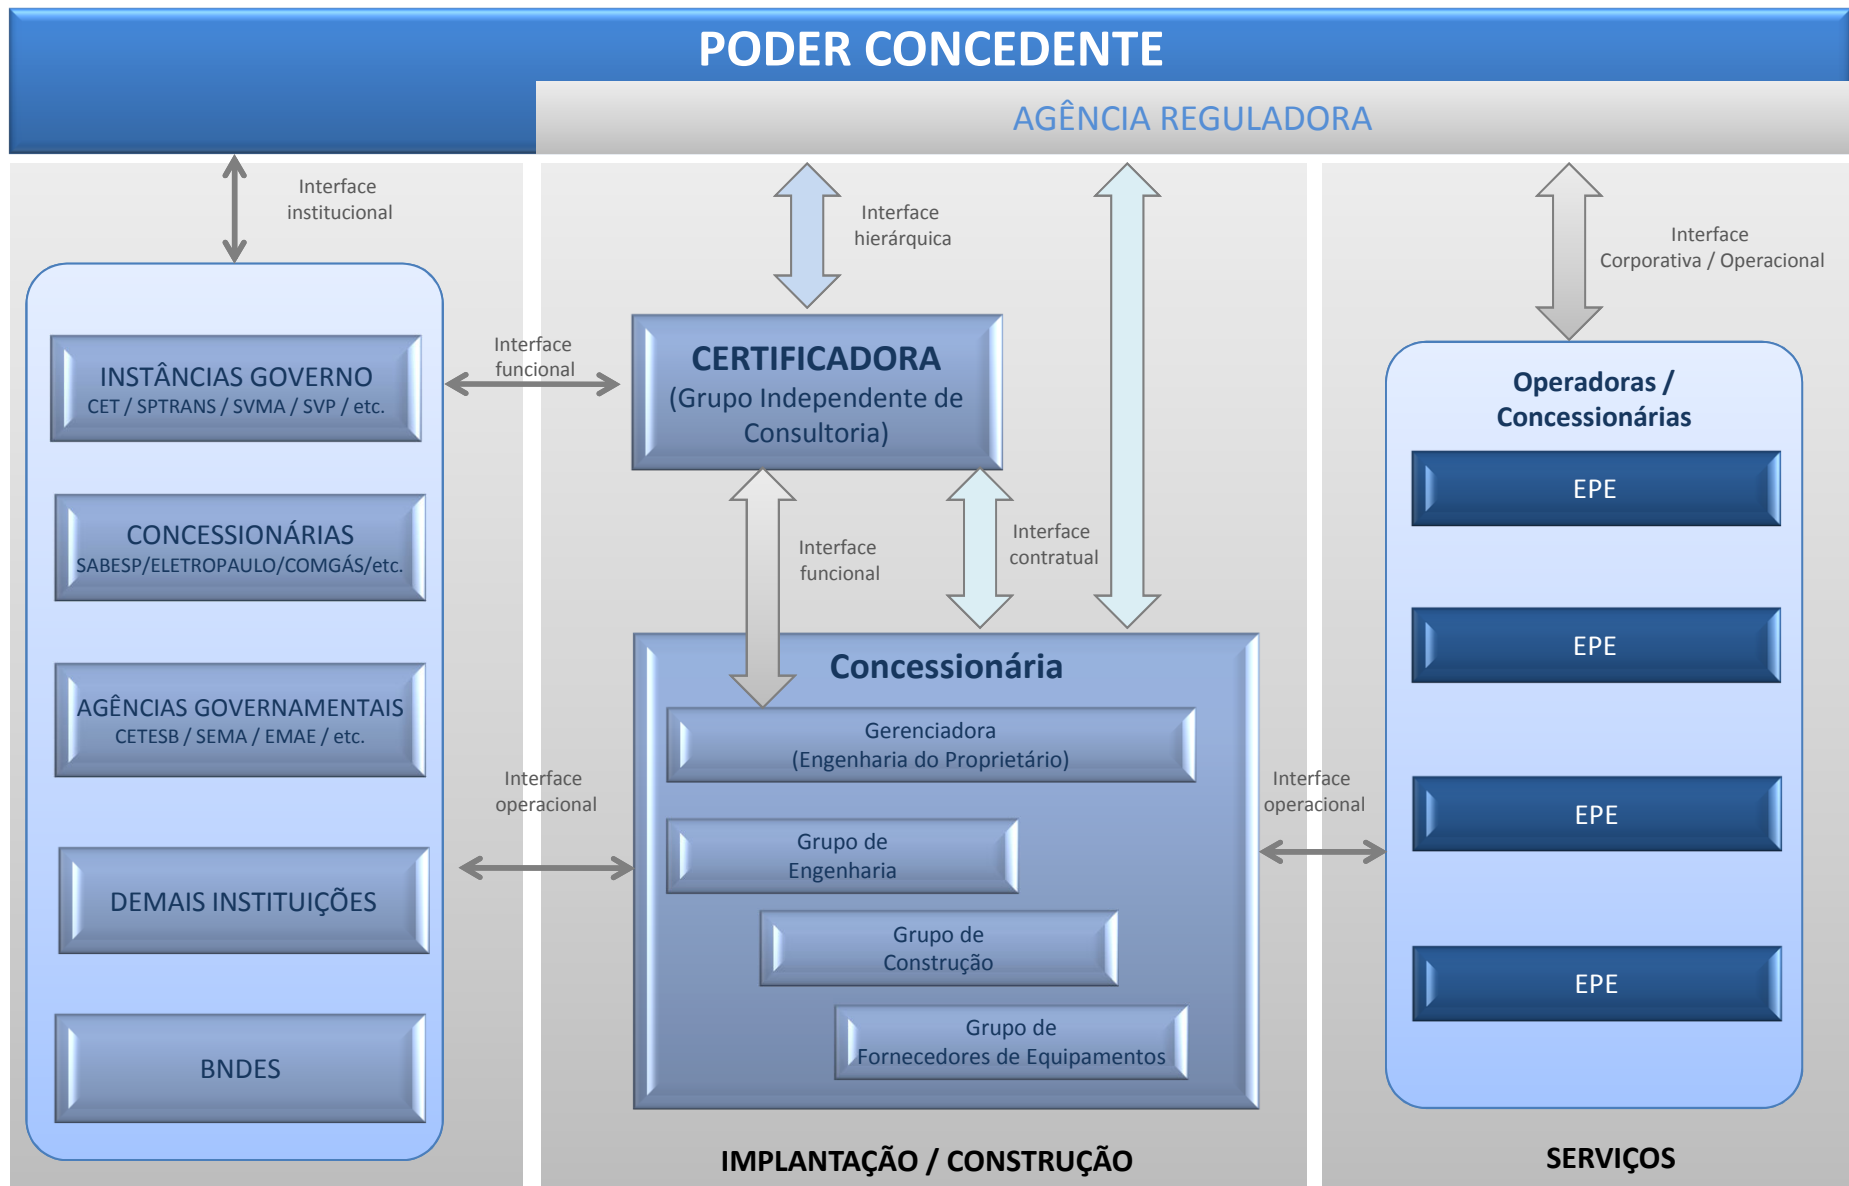 PODER CONCEDENTE
AGÊNCIA REGULADORA
Interface
institucional
INSTÂNCIAS GOVERNO
CET / SPTRANS / SVMA / SVP / etc.
CONCESSIONÁRIAS
SABESP/ELETROPAULO/COMGÁS/etc.
AGÊNCIAS GOVERNAMENTAIS
CETESB / SEMA / EMAE / etc.
DEMAIS INSTITUIÇÕES
BNDES
Interface
funcional
Interface
operacional
Interface
hierárquica
CERTIFICADORA
(Grupo Independente de
Consultoria)
Interface
funcional
Interface
contratual
Concessionária
Gerenciadora
(Engenharia do Proprietário)
Grupo de
Engenharia
Grupo de
Construção
Grupo de
Fornecedores de Equipamentos
IMPLANTAÇÃO / CONSTRUÇÃO
Interface
operacional
Interface
Corporativa / Operacional
Operadoras /
Concessionárias
EPE
EPE
EPE
EPE
SERVIÇOS